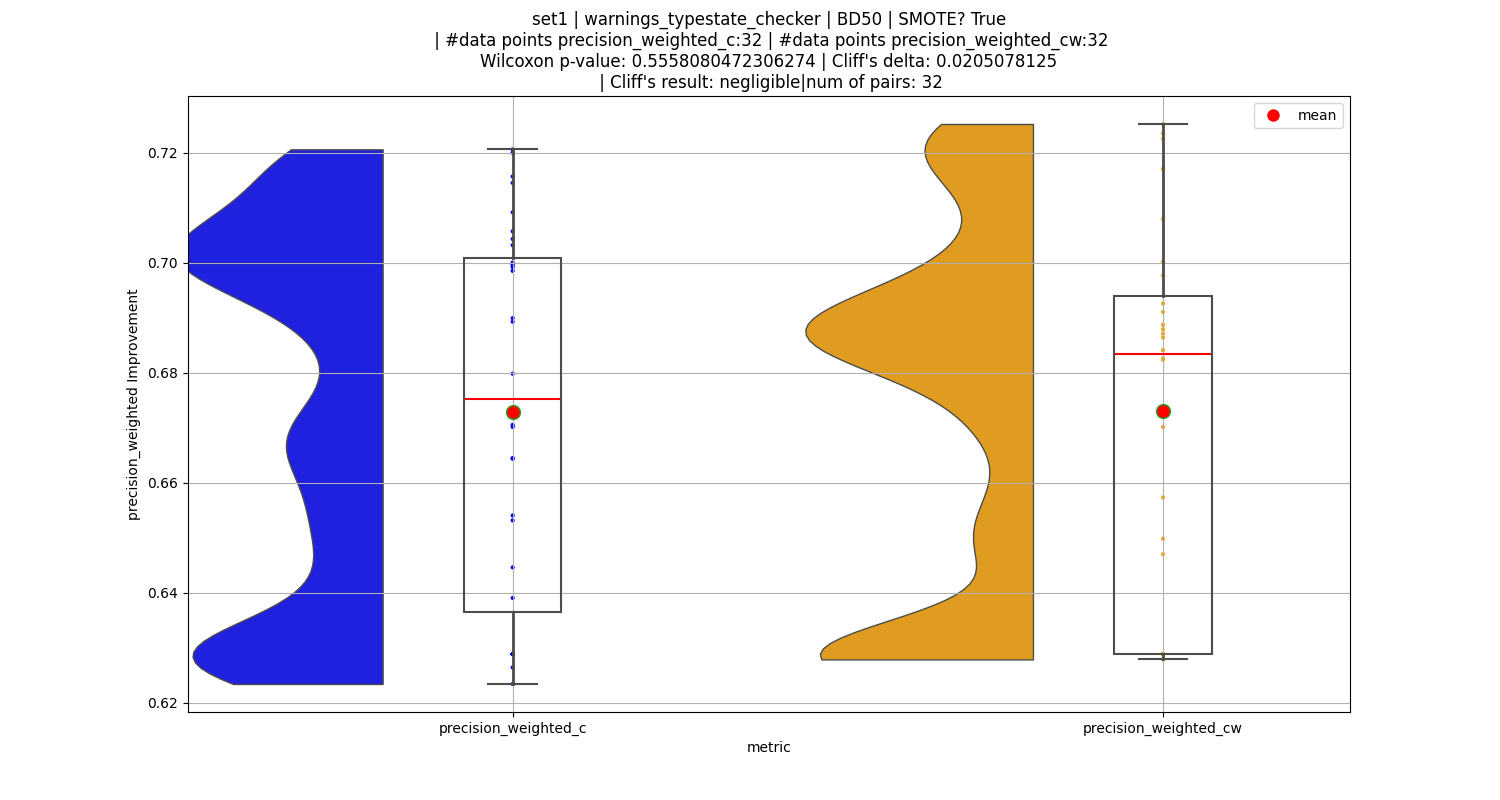 set1 | warnings_typestate_checker | BD50 | SMOTE? True
| #data points precision_weighted_c:32 | #data points precision_weighted_cw:32
Wilcoxon p-value: 0.5558080472306274 | Cliff's delta: 0.0205078125
| Cliff's result: negligible|num of pairs: 32
mean
0.72
0.70
0.68
0.66
0.64
0.62
precision_weighted Improvement
precision_weighted_c
precision_weighted_cw
metric